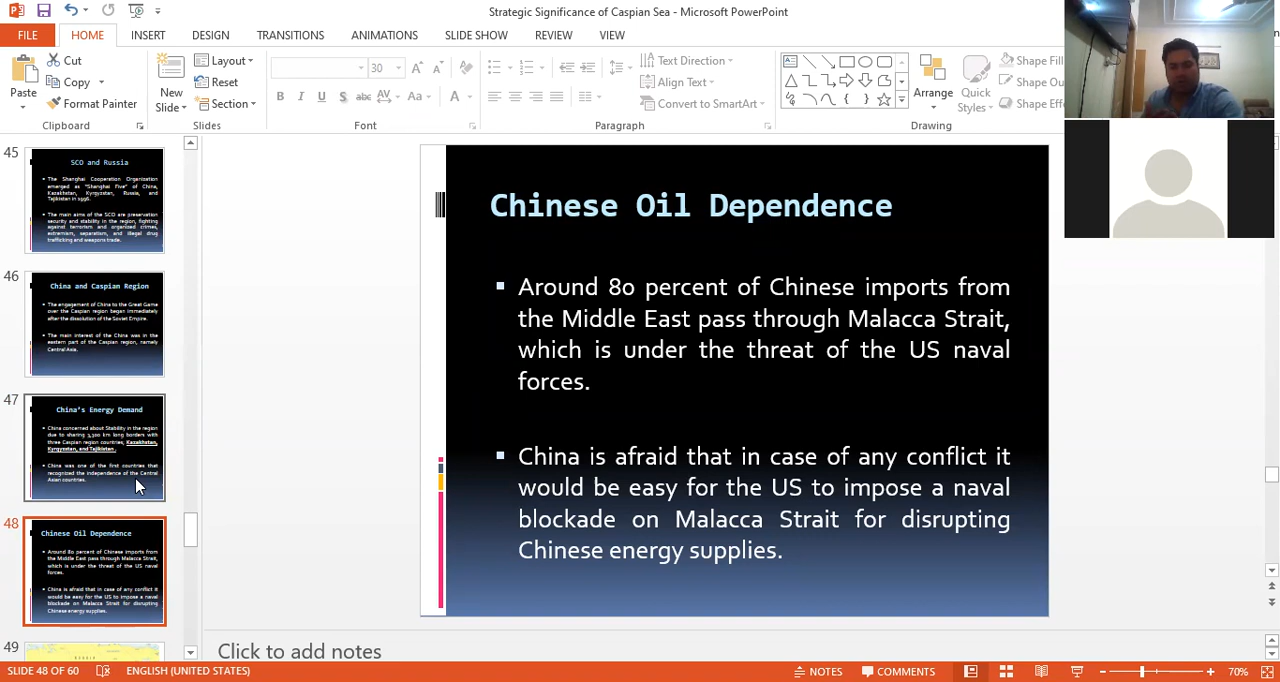 Strategic Significance of Caspian Sea - Microsoft PowerPoint
FILE HOME INSERT DESIGN TRANSITIONS ANIMATIONS SLIDE SHOW REVIEW VIEW
Paste
Cut
Copy
Format Painter
Clipboard
New
Slide
Layout
Reset
Section
Slides
30
B I U S abc AV Aa A
Font
Text Direction
Align Text
Convert to SmartArt
Paragraph
Arrange
Quick
Styles
Shape Fill
Shape Ou
Shape Effe
Drawing
45
SCO and Russia
The Shanghai Cooperation Organization
emerged as "Shanghai Five" of China,
Kazakhstan, Kyrgyzstan, Russia, and
Tajikistan in 1996.
The main aims of the SCO are preservation
security and stability in the region, fighting
against terrorism and organized crimes,
extremism, separatism, and illegal drug
trafficking and weapons trade.
46
China and Caspian Region
The engagement of China to the Great Game
over the Caspian region began immediately
after the dissolution of the Soviet Empire.
The main interest of the China was in the
eastern part of the Caspian region, namely
Central Asia.
47
China's Energy Demand
China concerned about Stability in the region
due to sharing 3,300 km long borders with
three Caspian region countries, Kazakhstan,
Kyrgyzstan, and Tajikistan.
China was one of the first countries that
recognized the independence of the Central
Asian countries.
48
Chinese Oil Dependence
Around 80 percent of Chinese imports from
the Middle East pass through Malacca Strait,
which is under the threat of the US naval
forces.
China is afraid that in case of any conflict it
would be easy for the US to impose a naval
blockade on Malacca Strait for disrupting
Chinese energy supplies.
49
Chinese Oil Dependence
Around 80 percent of Chinese imports from
the Middle East pass through Malacca Strait,
which is under the threat of the US naval
forces.
China is afraid that in case of any conflict it
would be easy for the US to impose a naval
blockade on Malacca Strait for disrupting
Chinese energy supplies.
Click to add notes
SLIDE 48 OF 60 ENGLISH (UNITED STATES) NOTES COMMENTS 70%